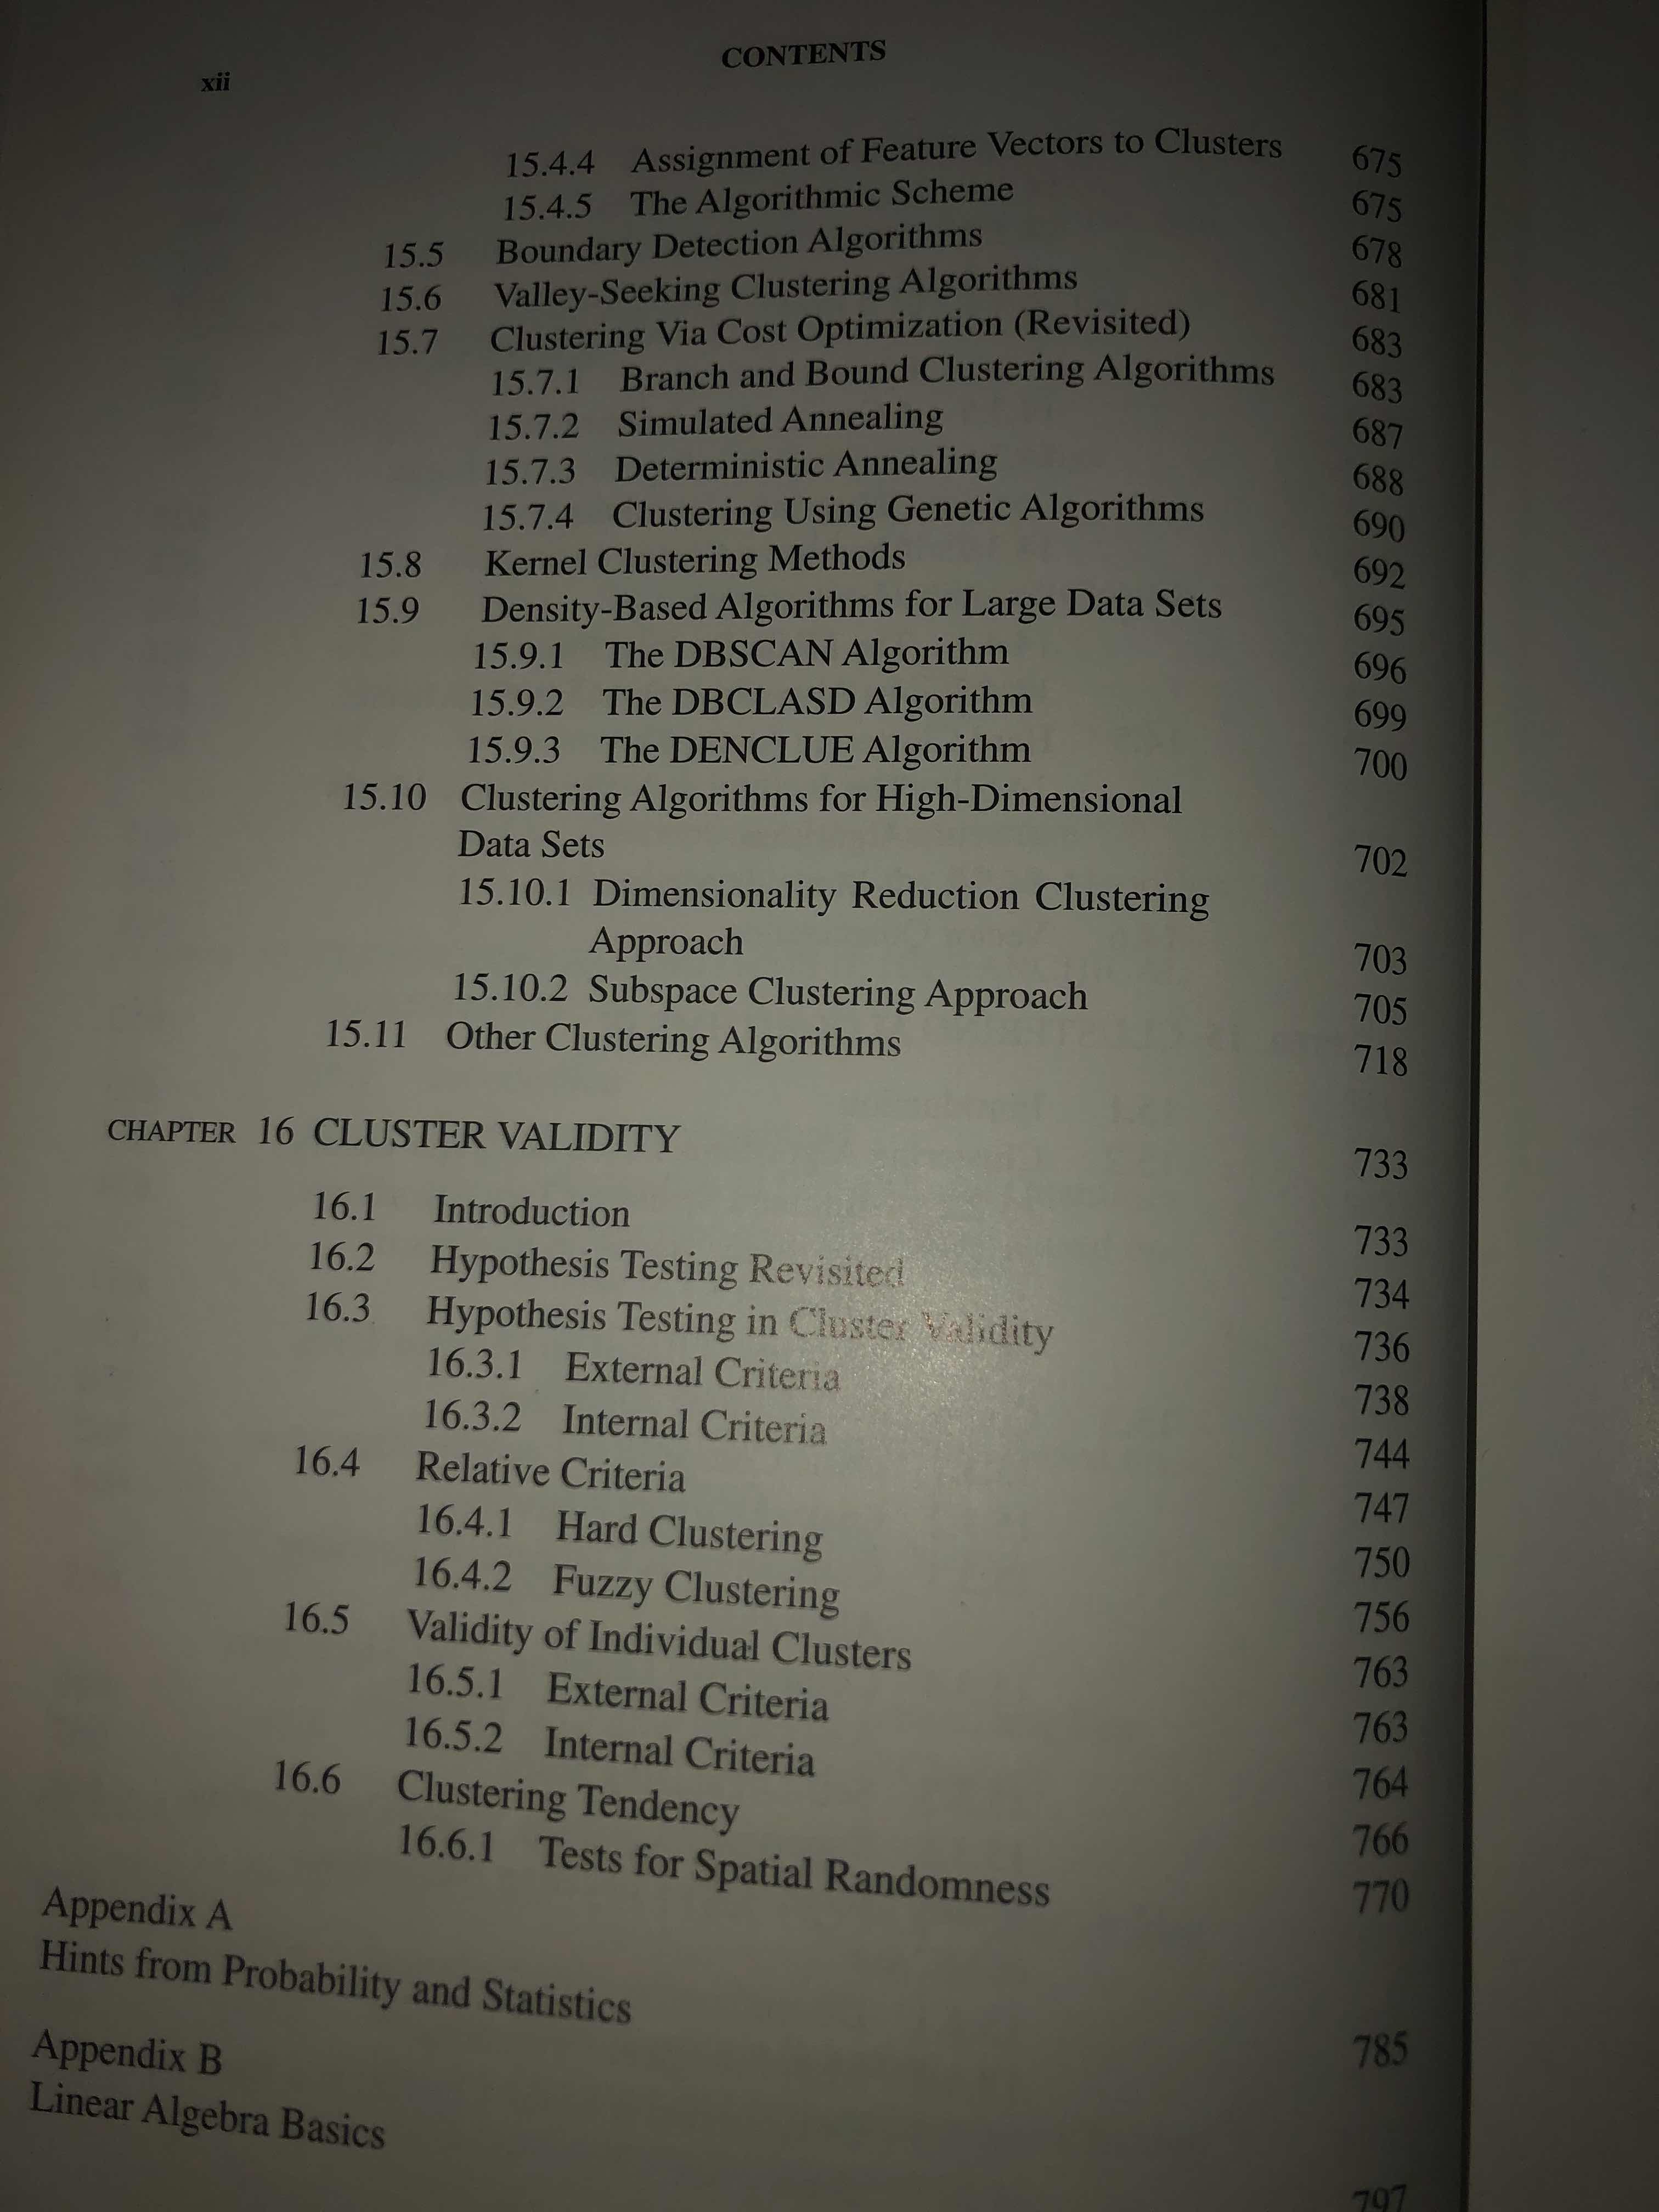 CONTENTS
xii
15.4.4 Assignment of Feature Vectors to Clusters 675
15.4.5 The Algorithmic Scheme 675
15.5 Boundary Detection Algorithms 678
15.6 Valley-Seeking Clustering Algorithms 681
15.7 Clustering Via Cost Optimization (Revisited) 683
15.7.1 Branch and Bound Clustering Algorithms 683
15.7.2 Simulated Annealing 687
15.7.3 Deterministic Annealing 688
15.7.4 Clustering Using Genetic Algorithms 690
15.8 Kernel Clustering Methods 692
15.9 Density-Based Algorithms for Large Data Sets 695
15.9.1 The DBSCAN Algorithm 696
15.9.2 The DBCLASD Algorithm 699
15.9.3 The DENCLUE Algorithm 700
15.10 Clustering Algorithms for High-Dimensional
Data Sets 702
15.10.1 Dimensionality Reduction Clustering
Approach 703
15.10.2 Subspace Clustering Approach 705
15.11 Other Clustering Algorithms 718
CHAPTER 16 CLUSTER VALIDITY 733
16.1 Introduction 733
16.2 Hypothesis Testing Revisited 734
16.3 Hypothesis Testing in Cluster Validity 736
16.3.1 External Criteria 738
16.3.2 Internal Criteria 744
16.4 Relative Criteria 747
16.4.1 Hard Clustering 750
16.4.2 Fuzzy Clustering 756
16.5 Validity of Individual Clusters 763
16.5.1 External Criteria 763
16.5.2 Internal Criteria 764
16.6 Clustering Tendency 766
16.6.1 Tests for Spatial Randomness 770
Appendix A
Hints from Probability and Statistics 785
Appendix B
Linear Algebra Basics 797